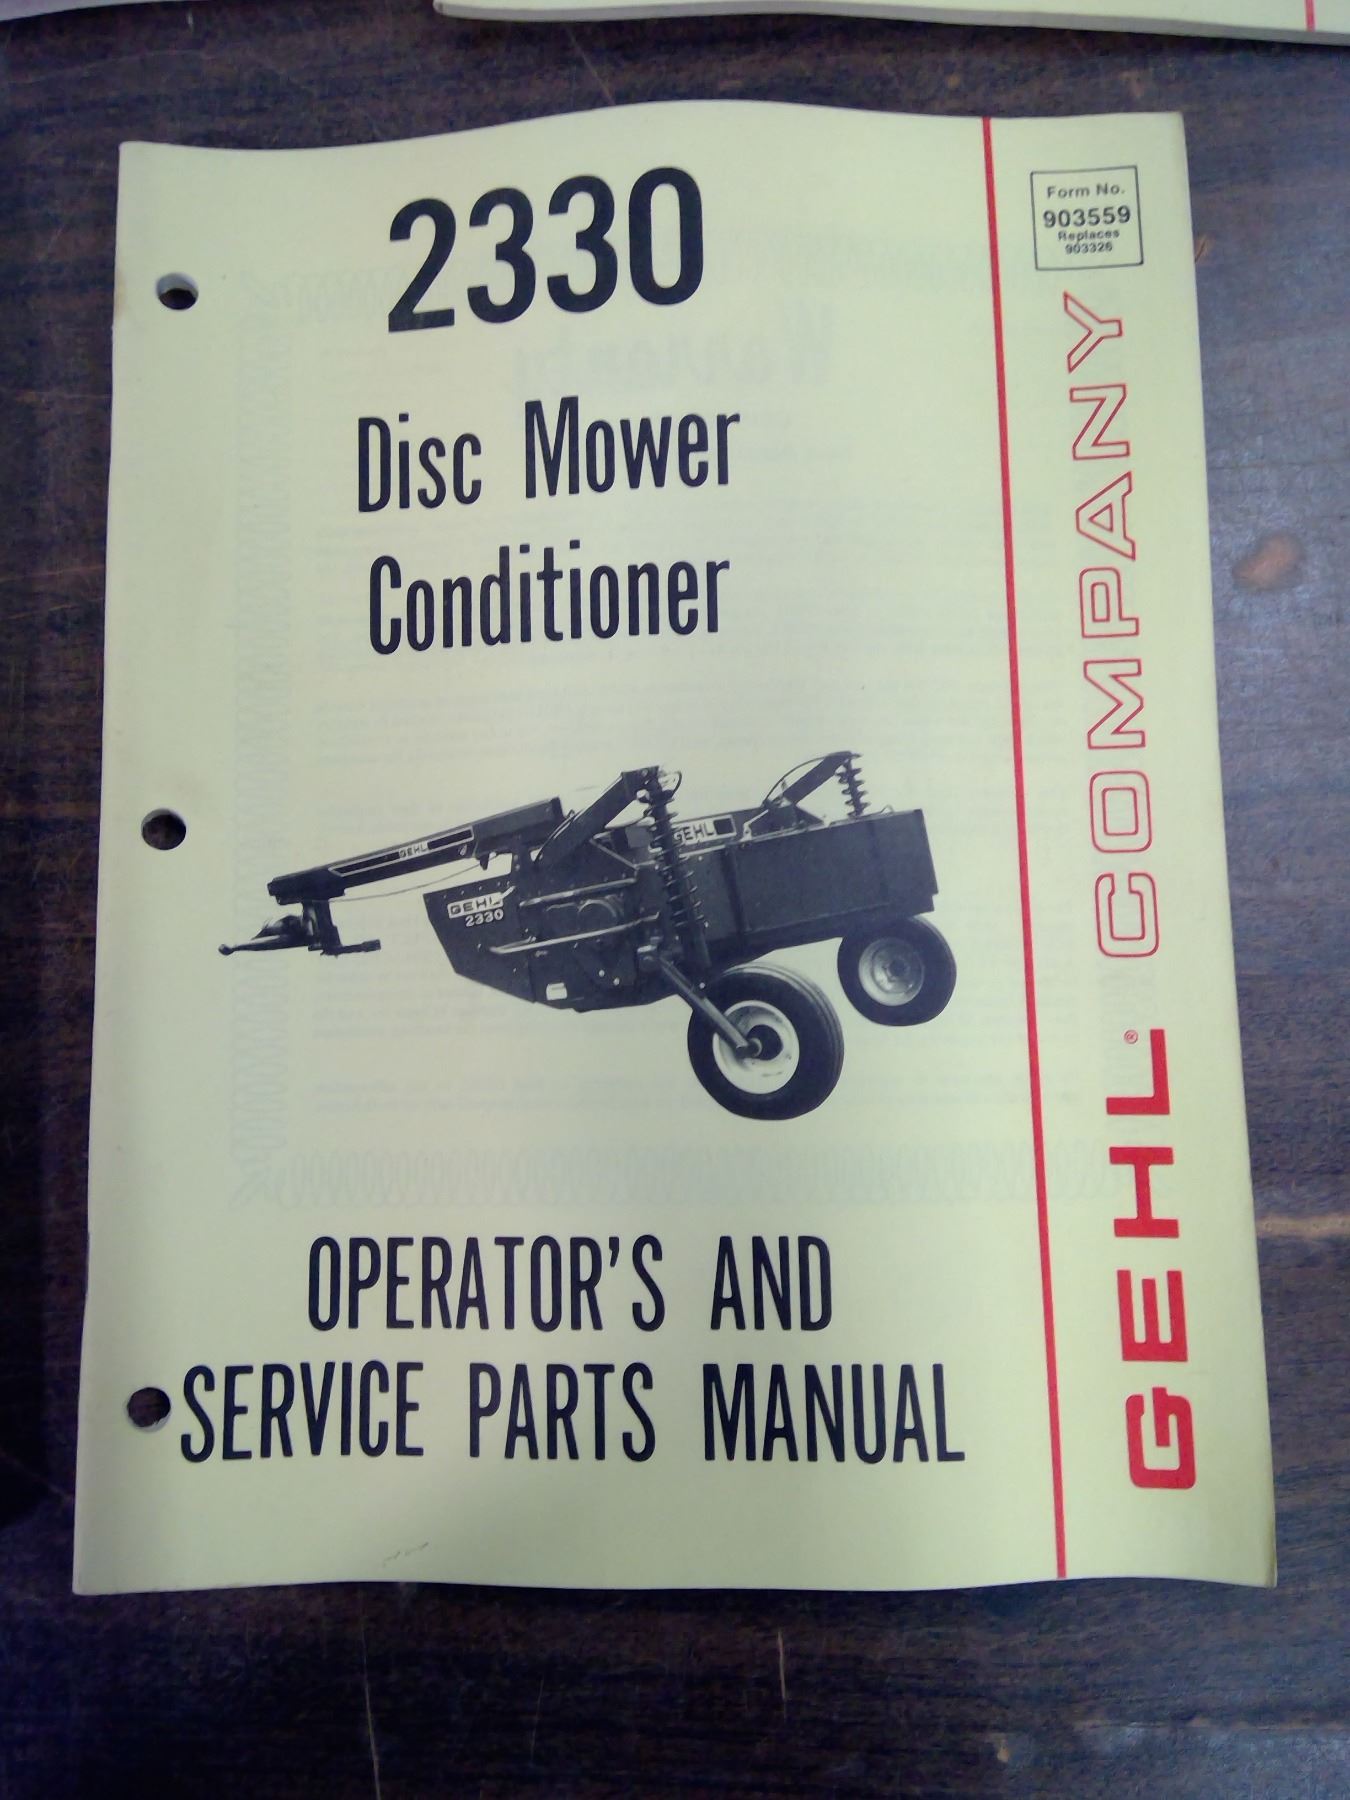 2330
Disc Mower
Conditioner
Form No.
903559
Replaces
903326
GEHL
GEHL
GEHL
2330
OPERATOR'S AND
SERVICE PARTS MANUAL
GEHL® COMPANY